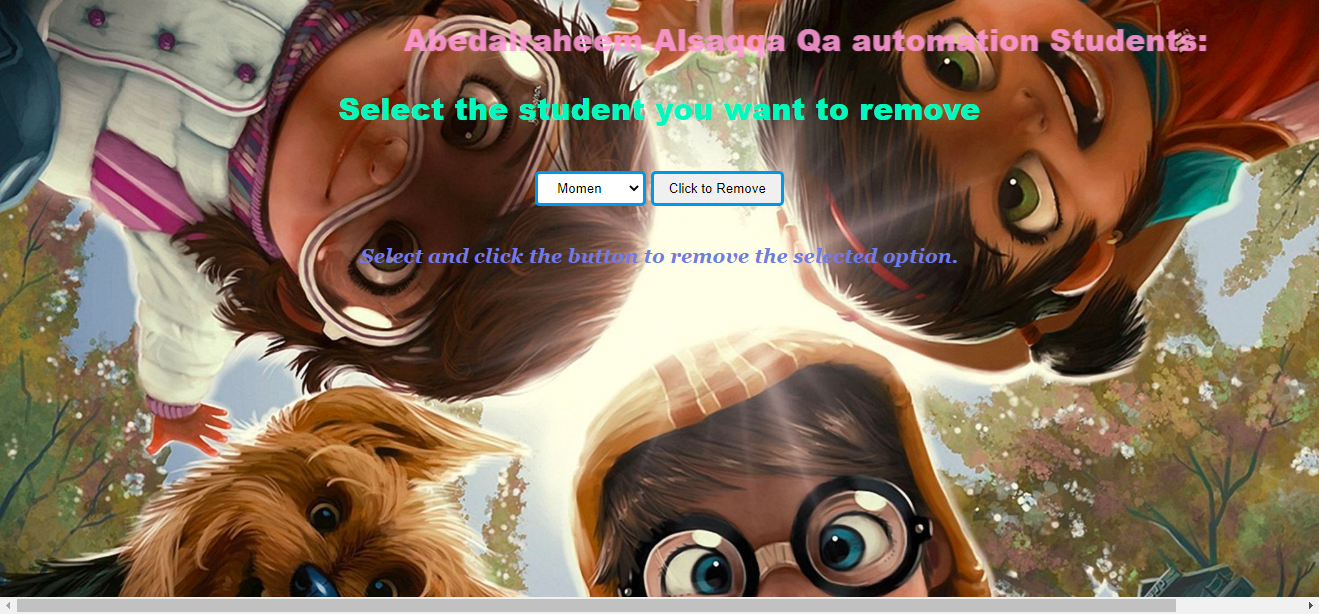 Abedalraheem Alsaqqa Qa automation Students:
Select the student you want to remove
Momen Click to Remove
Select and click the button to remove the selected option.